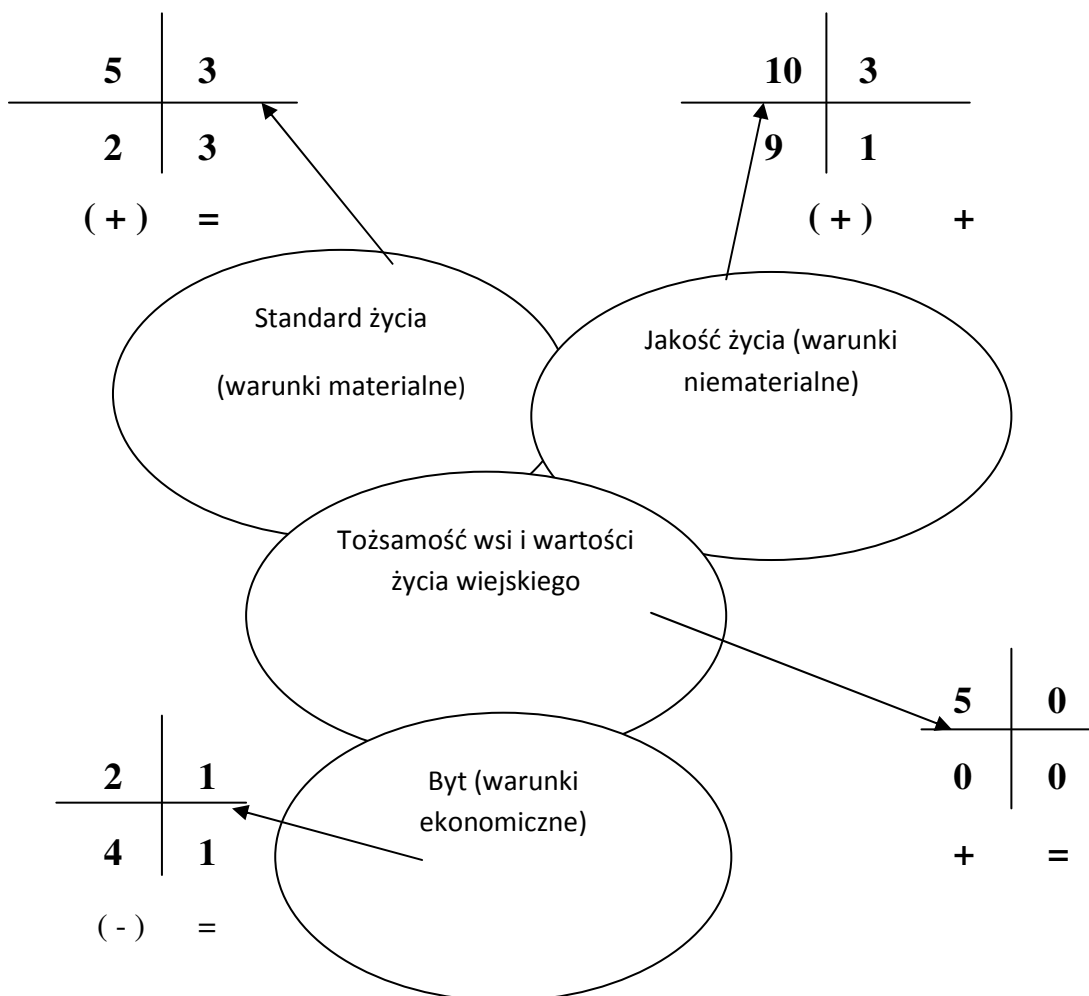 5 3
2 3
( + ) =
10 3
9 1
( + ) +
Standard życia
(warunki materialne)
Jakość życia (warunki
niematerialne)
Tożsamość wsi i wartości
życia wiejskiego
5 0
0 0
+ =
2 1
4 1
( - ) =
Byt (warunki
ekonomiczne)